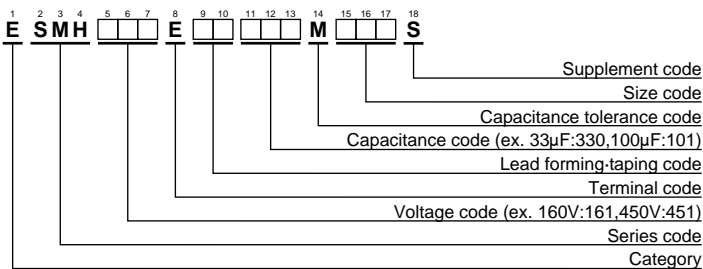 1 2 3 4 5 6 7 8 9 10 11 12 13 14 15 16 17 18
E SMH □□□ E □□ □□□ M □□□ S
Supplement code
Size code
Capacitance tolerance code
Capacitance code (ex. 33µF:330,100µF:101)
Lead forming·taping code
Terminal code
Voltage code (ex. 160V:161,450V:451)
Series code
Category